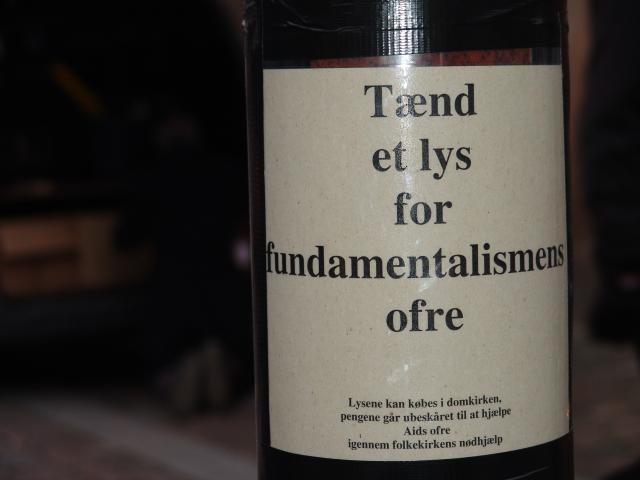 Tænd
et lys
for
fundamentalismens
ofre
Lysene kan købes i domkirken,
pengene går ubeskåret til at hjælpe
Aids ofre
igennem folkekirkens nødhjælp